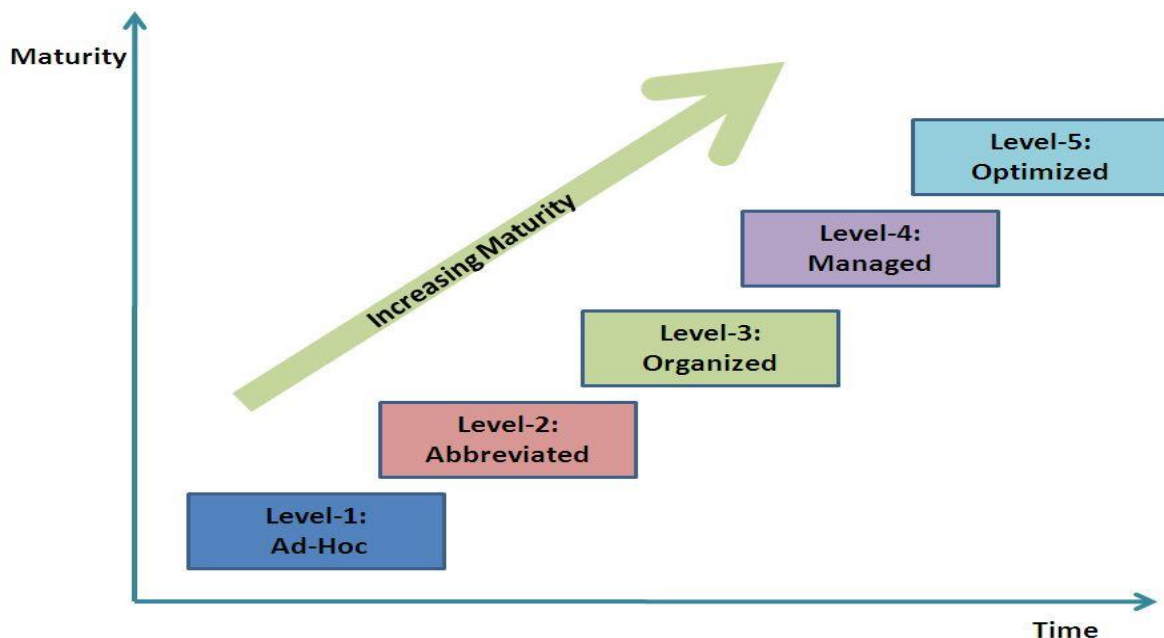 Maturity
Increasing Maturity
Level-5:
Optimized
Level-4:
Managed
Level-3:
Organized
Level-2:
Abbreviated
Level-1:
Ad-Hoc
Time